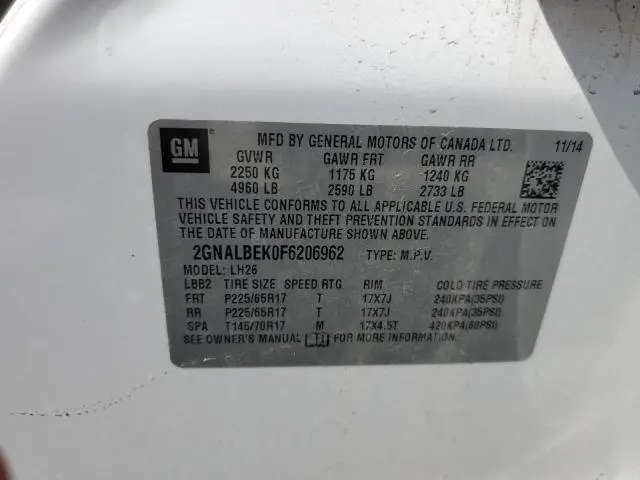 GM
MFD BY GENERAL MOTORS OF CANADA LTD. 11/14
GVWR GAWR FRT GAWR RR
2250 KG 1175 KG 1240 KG
4960 LB 2590 LB 2733 LB
THIS VEHICLE CONFORMS TO ALL APPLICABLE U.S. FEDERAL MOTOR
VEHICLE SAFETY AND THEFT PREVENTION STANDARDS IN EFFECT ON
THE DATE OF MANUFACTURE SHOWN ABOVE.
2GNALBEK0F6206962 TYPE: M.P.V.
MODEL: LH26
LBB2 TIRE SIZE SPEED RTG RIM COLD TIRE PRESSURE
FRT P225/65R17 T 17X7J 240KPA(35PSI)
RR P225/65R17 T 17X7J 240KPA(35PSI)
SPA T145/70R17 M 17X4.5T 420KPA(60PSI)
SEE OWNER'S MANUAL FOR MORE INFORMATION.